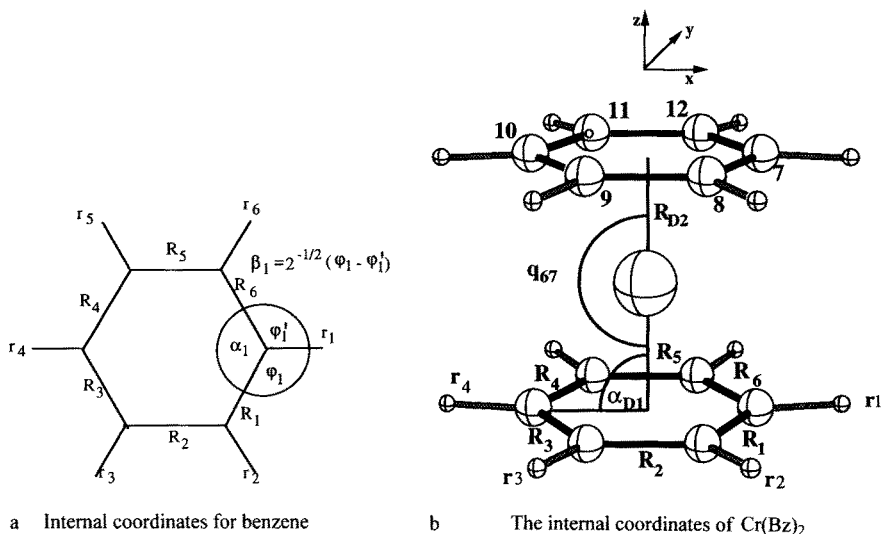 r₅
r₆
R₅
β₁ = 2⁻¹/² (φ₁ - φ₁')
R₄
R₆
r₄
α₁
φ₁'
r₁
φ₁
R₃
R₁
R₂
r₃
r₂
a Internal coordinates for benzene
z
y
x
11
12
10
7
9
8
R_D2
q₆₇
R₅
r₄
R₄
R₆
α_D1
r1
R₃
R₁
R₂
r₃
r₂
b The internal coordinates of Cr(Bz)₂